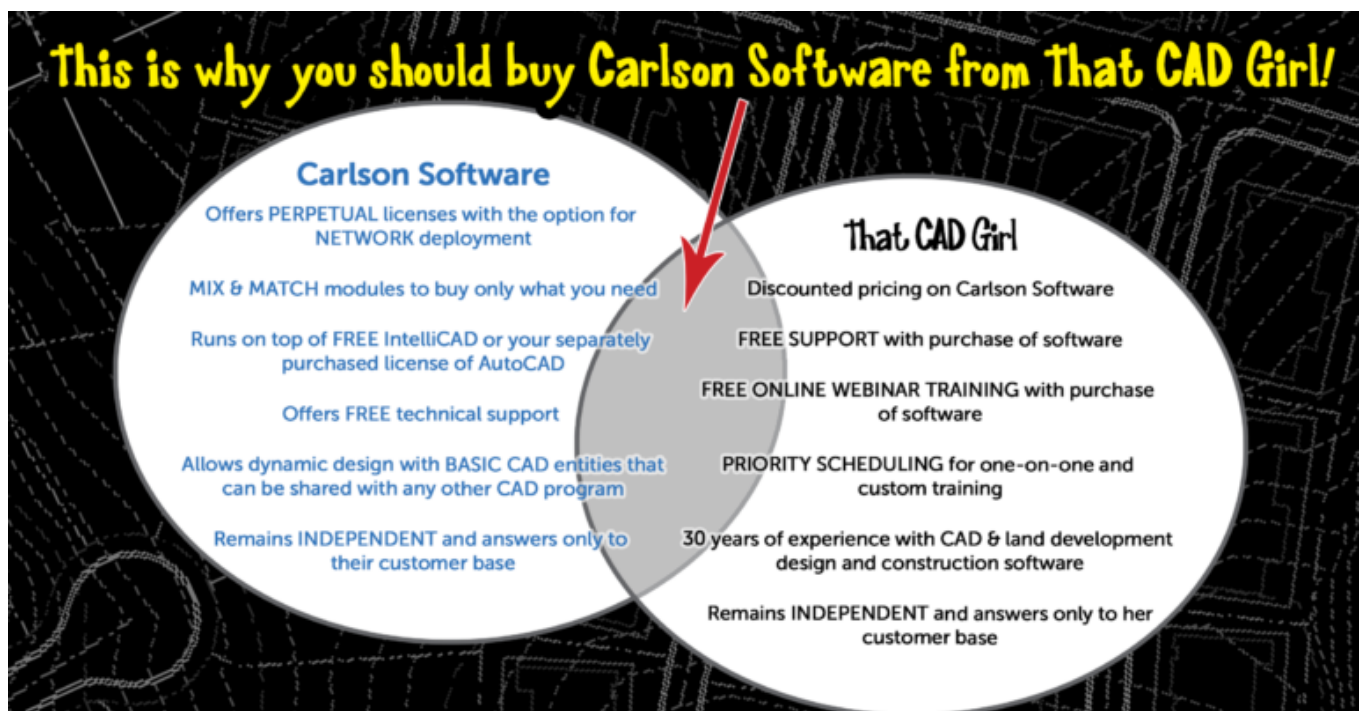 This is why you should buy Carlson Software from That CAD Girl!
Carlson Software
Offers PERPETUAL licenses with the option for
NETWORK deployment
MIX & MATCH modules to buy only what you need
Runs on top of FREE IntelliCAD or your separately
purchased license of AutoCAD
Offers FREE technical support
Allows dynamic design with BASIC CAD entities that
can be shared with any other CAD program
Remains INDEPENDENT and answers only to
their customer base
That CAD Girl
Discounted pricing on Carlson Software
FREE SUPPORT with purchase of software
FREE ONLINE WEBINAR TRAINING with purchase
of software
PRIORITY SCHEDULING for one-on-one and
custom training
30 years of experience with CAD & land development
design and construction software
Remains INDEPENDENT and answers only to her
customer base